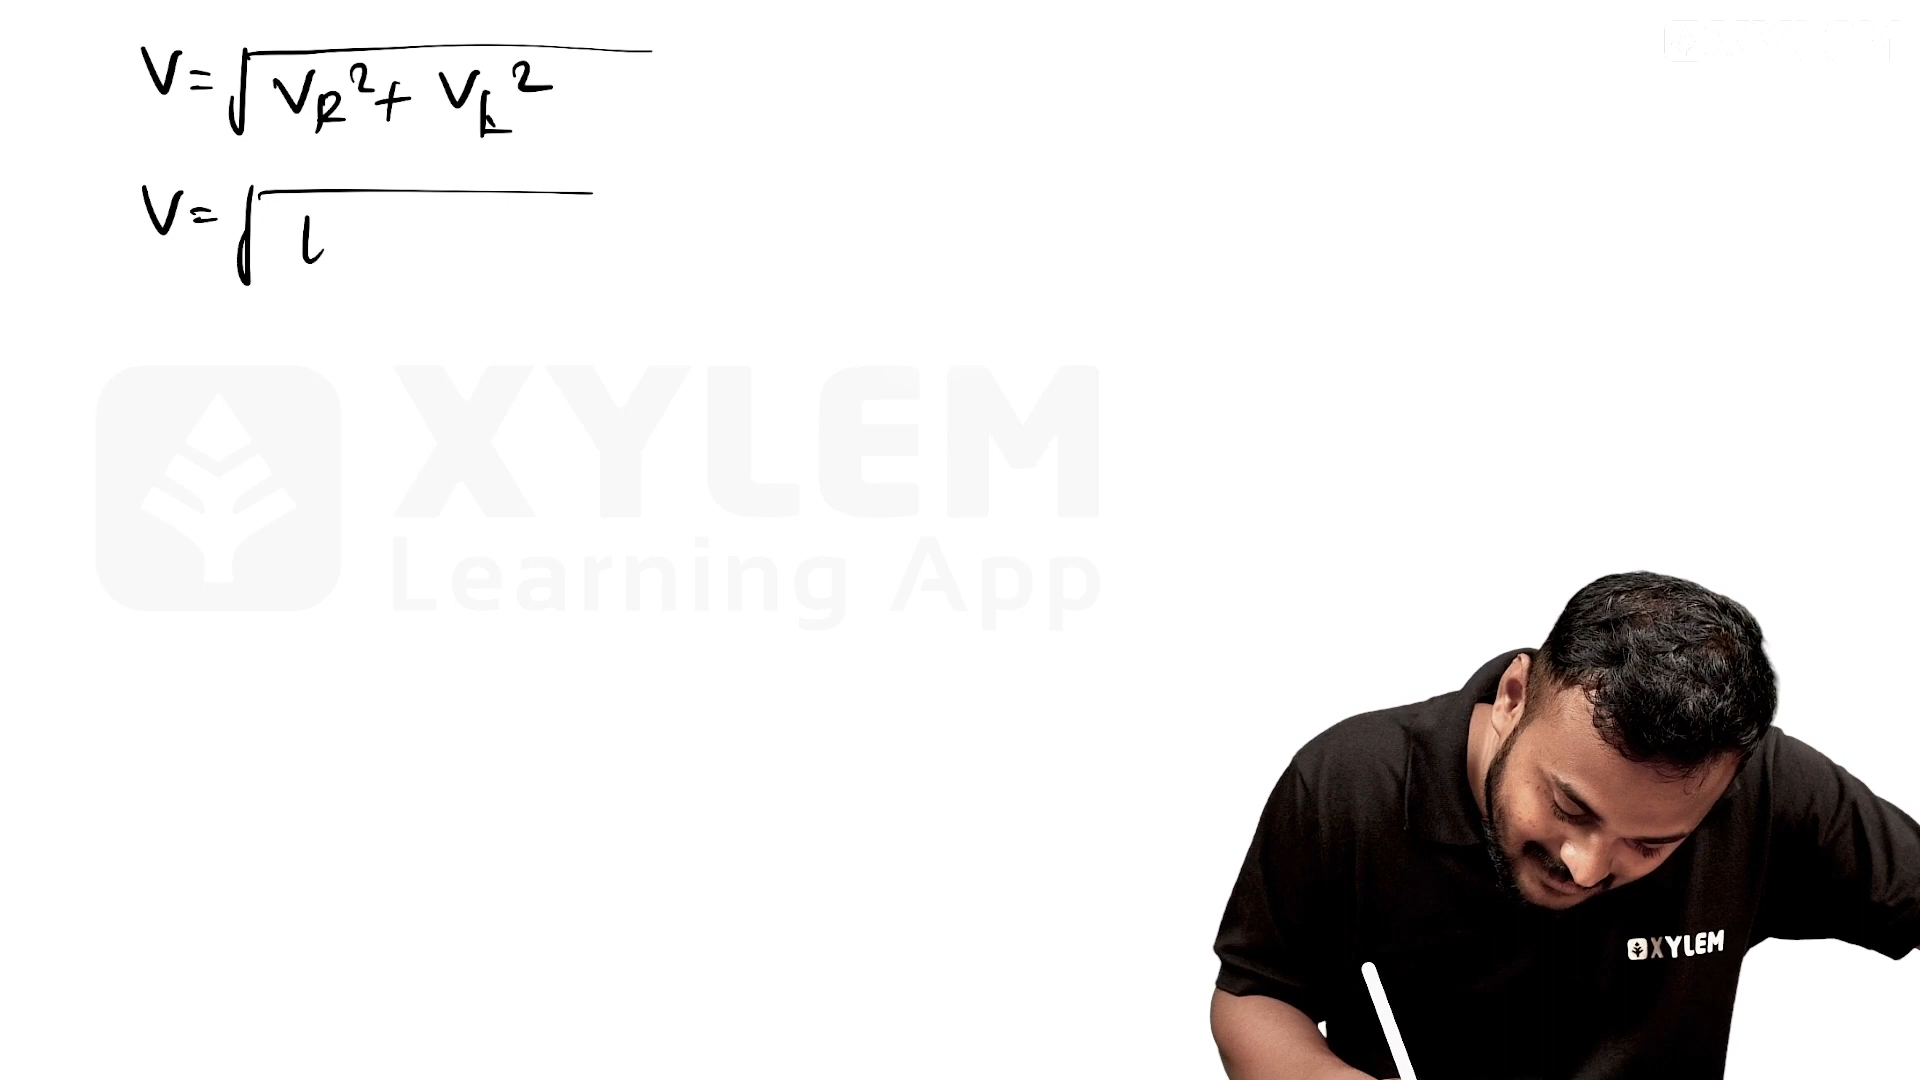 V = √(V_R² + V_L²)
V = √(i
XYLEM
Learning App
XYLEM